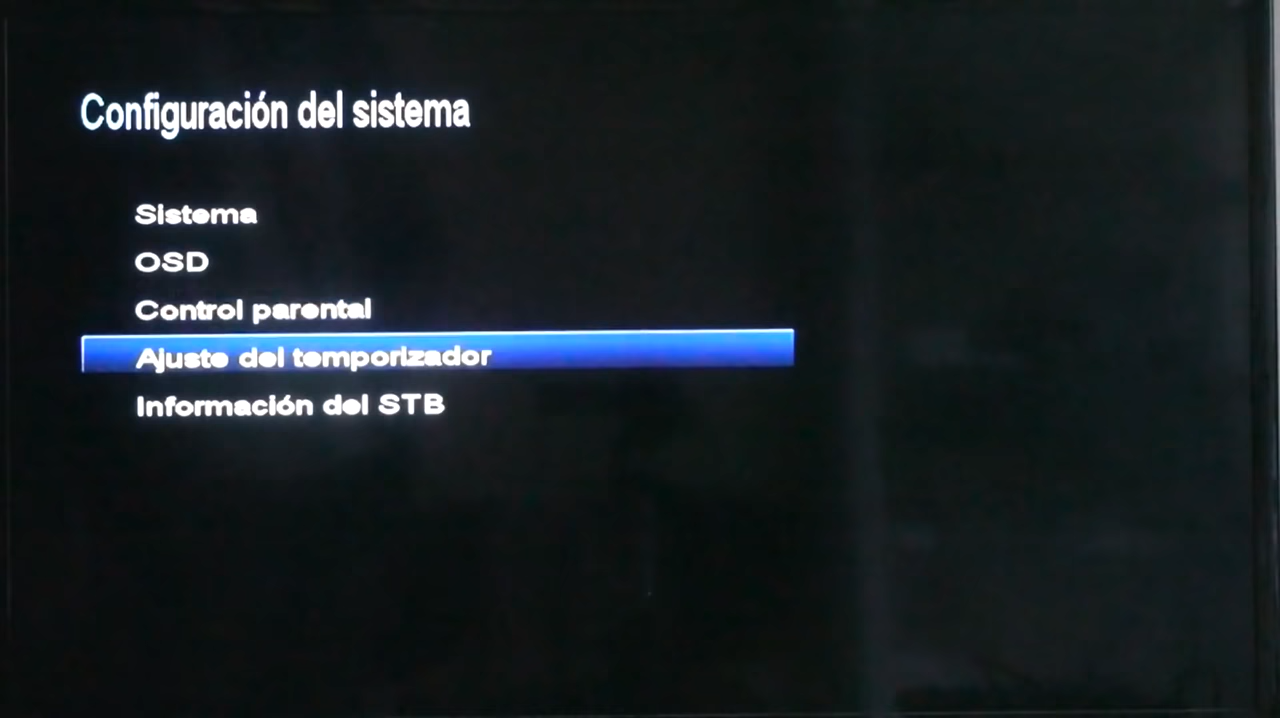 Configuración del sistema
Sistema
OSD
Control parental
Ajuste del temporizador
Información del STB